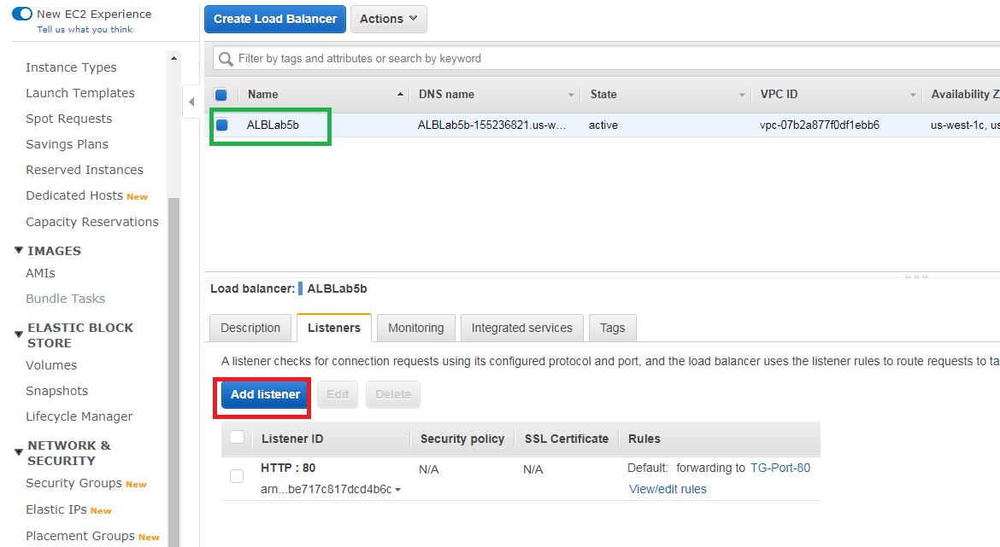 New EC2 Experience
Tell us what you think
Instance Types
Launch Templates
Spot Requests
Savings Plans
Reserved Instances
Dedicated Hosts New
Capacity Reservations
IMAGES
AMIs
Bundle Tasks
ELASTIC BLOCK
STORE
Volumes
Snapshots
Lifecycle Manager
NETWORK &
SECURITY
Security Groups New
Elastic IPs New
Placement Groups New
Create Load Balancer Actions
Filter by tags and attributes or search by keyword
Name DNS name State VPC ID Availability Z
ALBLab5b ALBLab5b-155236821.us-w... active vpc-07b2a877f0df1ebb6 us-west-1c, us
Load balancer: ALBLab5b
Description Listeners Monitoring Integrated services Tags
A listener checks for connection requests using its configured protocol and port, and the load balancer uses the listener rules to route requests to ta
Add listener Edit Delete
Listener ID Security policy SSL Certificate Rules
HTTP : 80 N/A N/A Default: forwarding to TG-Port-80
arn...be717c817dcd4b6c View/edit rules